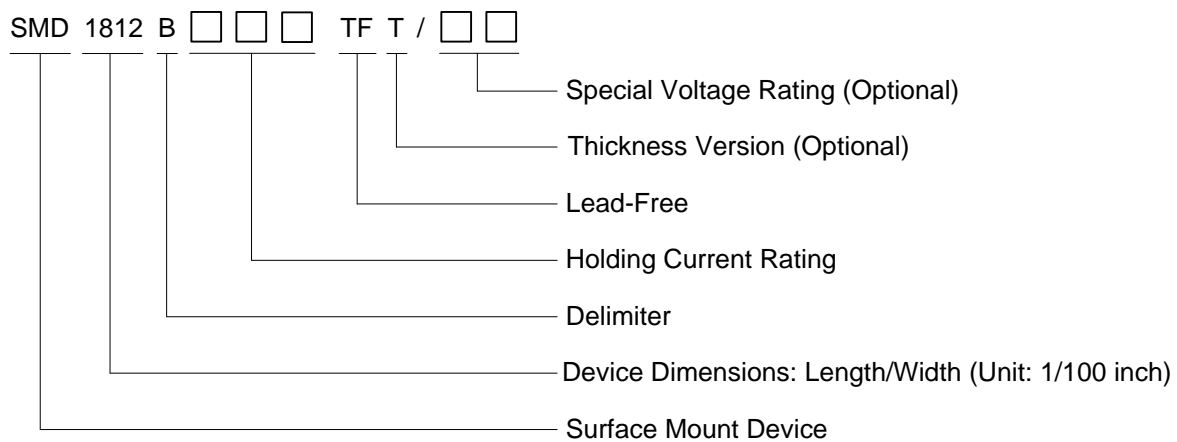 SMD 1812 B □ □ □ TF T / □ □
Special Voltage Rating (Optional)
Thickness Version (Optional)
Lead-Free
Holding Current Rating
Delimiter
Device Dimensions: Length/Width (Unit: 1/100 inch)
Surface Mount Device